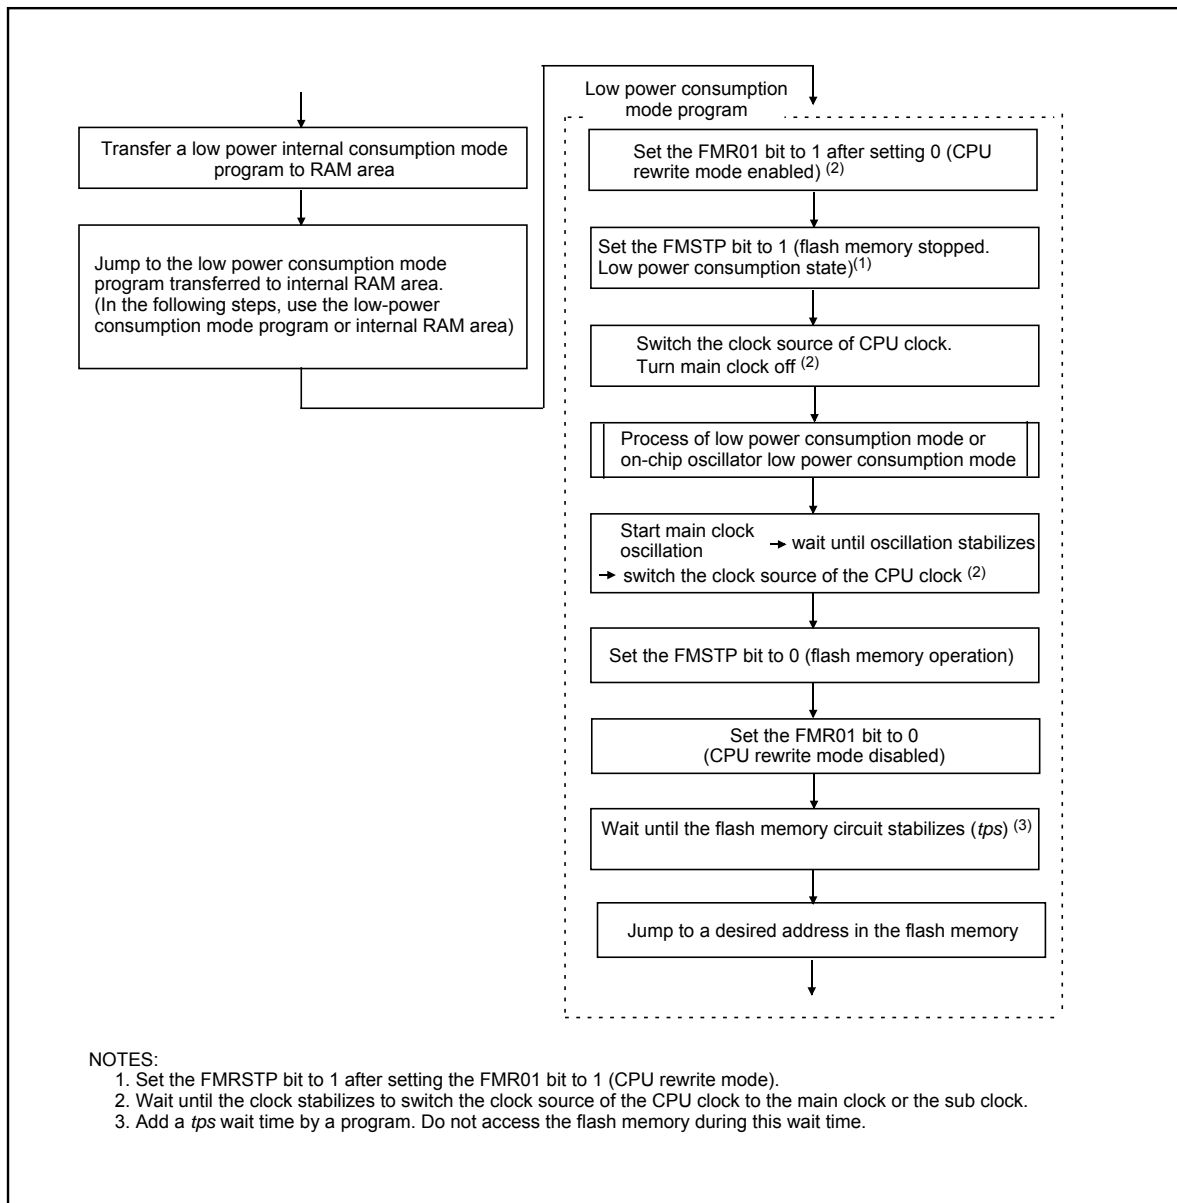 Transfer a low power internal consumption mode
program to RAM area
Jump to the low power consumption mode
program transferred to internal RAM area.
(In the following steps, use the low-power
consumption mode program or internal RAM area)
Low power consumption
mode program
Set the FMR01 bit to 1 after setting 0 (CPU
rewrite mode enabled) (2)
Set the FMSTP bit to 1 (flash memory stopped.
Low power consumption state)(1)
Switch the clock source of CPU clock.
Turn main clock off (2)
Process of low power consumption mode or
on-chip oscillator low power consumption mode
Start main clock
oscillation
→ wait until oscillation stabilizes
→ switch the clock source of the CPU clock (2)
Set the FMSTP bit to 0 (flash memory operation)
Set the FMR01 bit to 0
(CPU rewrite mode disabled)
Wait until the flash memory circuit stabilizes (tps) (3)
Jump to a desired address in the flash memory
NOTES:
1. Set the FMRSTP bit to 1 after setting the FMR01 bit to 1 (CPU rewrite mode).
2. Wait until the clock stabilizes to switch the clock source of the CPU clock to the main clock or the sub clock.
3. Add a tps wait time by a program. Do not access the flash memory during this wait time.